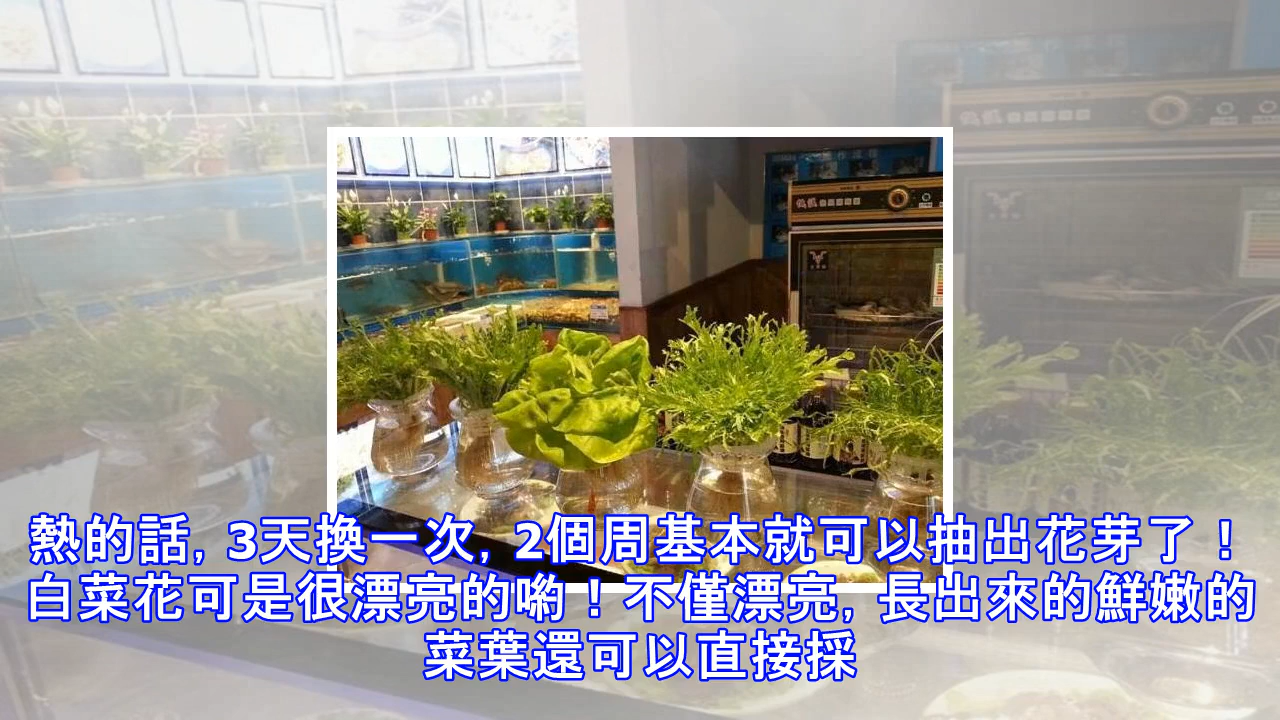 熱的話, 3天換一次, 2個周基本就可以抽出花芽了！
白菜花可是很漂亮的喲！不僅漂亮, 長出來的鮮嫩的
菜葉還可以直接採